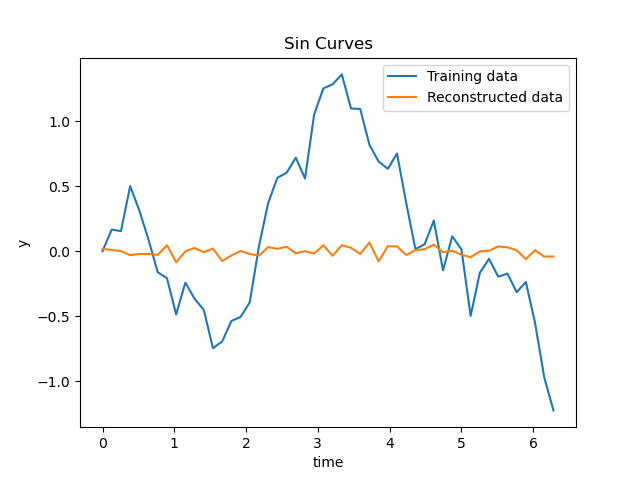 Sin Curves
Training data
Reconstructed data
1.0
0.5
0.0
−0.5
−1.0
y
0 1 2 3 4 5 6
time